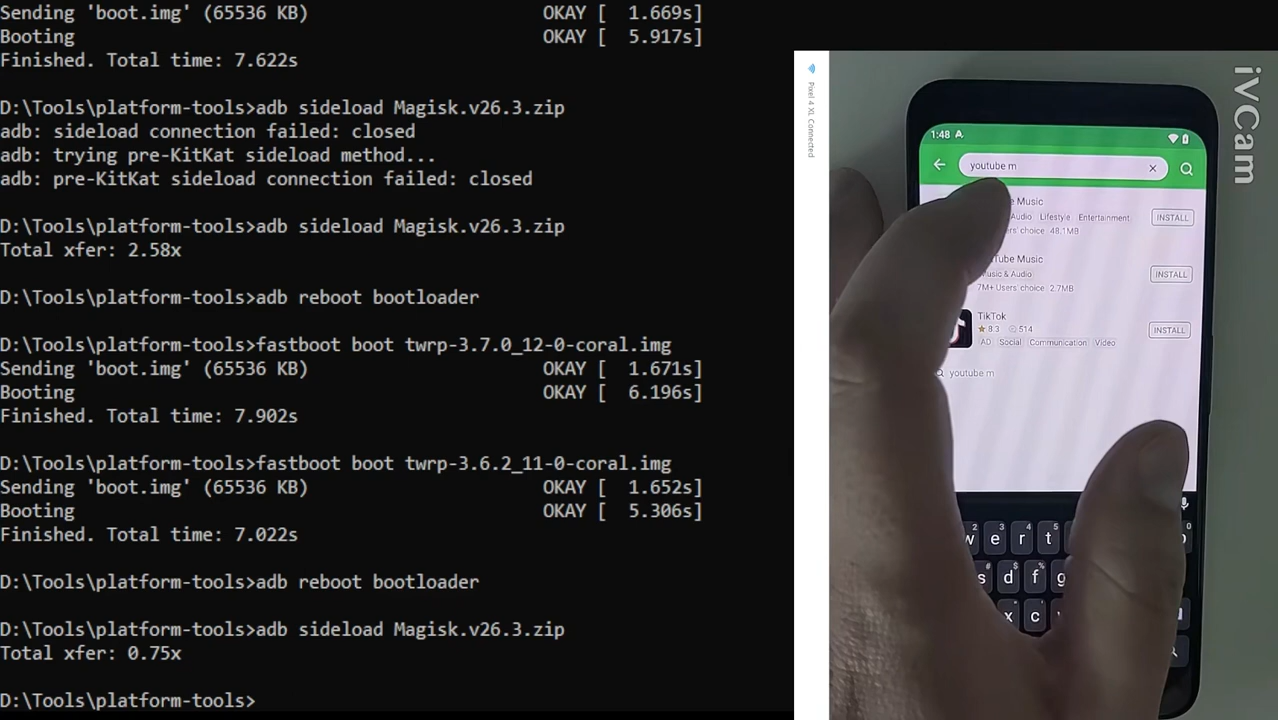 Sending 'boot.img' (65536 KB) OKAY [ 1.669s]
Booting OKAY [ 5.917s]
Finished. Total time: 7.622s
D:\Tools\platform-tools>adb sideload Magisk.v26.3.zip
adb: sideload connection failed: closed
adb: trying pre-KitKat sideload method...
adb: pre-KitKat sideload connection failed: closed
D:\Tools\platform-tools>adb sideload Magisk.v26.3.zip
Total xfer: 2.58x
D:\Tools\platform-tools>adb reboot bootloader
D:\Tools\platform-tools>fastboot boot twrp-3.7.0_12-0-coral.img
Sending 'boot.img' (65536 KB) OKAY [ 1.671s]
Booting OKAY [ 6.196s]
Finished. Total time: 7.902s
D:\Tools\platform-tools>fastboot boot twrp-3.6.2_11-0-coral.img
Sending 'boot.img' (65536 KB) OKAY [ 1.652s]
Booting OKAY [ 5.306s]
Finished. Total time: 7.022s
D:\Tools\platform-tools>adb reboot bootloader
D:\Tools\platform-tools>adb sideload Magisk.v26.3.zip
Total xfer: 0.75x
D:\Tools\platform-tools>
Pixel 4 XL Connected
iVCam
1:48
youtube m
Music
Audio Lifestyle Entertainment
choice 48.1MB
INSTALL
Music
Music & Audio
7M+ Users' choice 2.7MB
INSTALL
TikTok
8.3 514
AD Social Communication Video
INSTALL
youtube m
w e r t
s d f g
x c